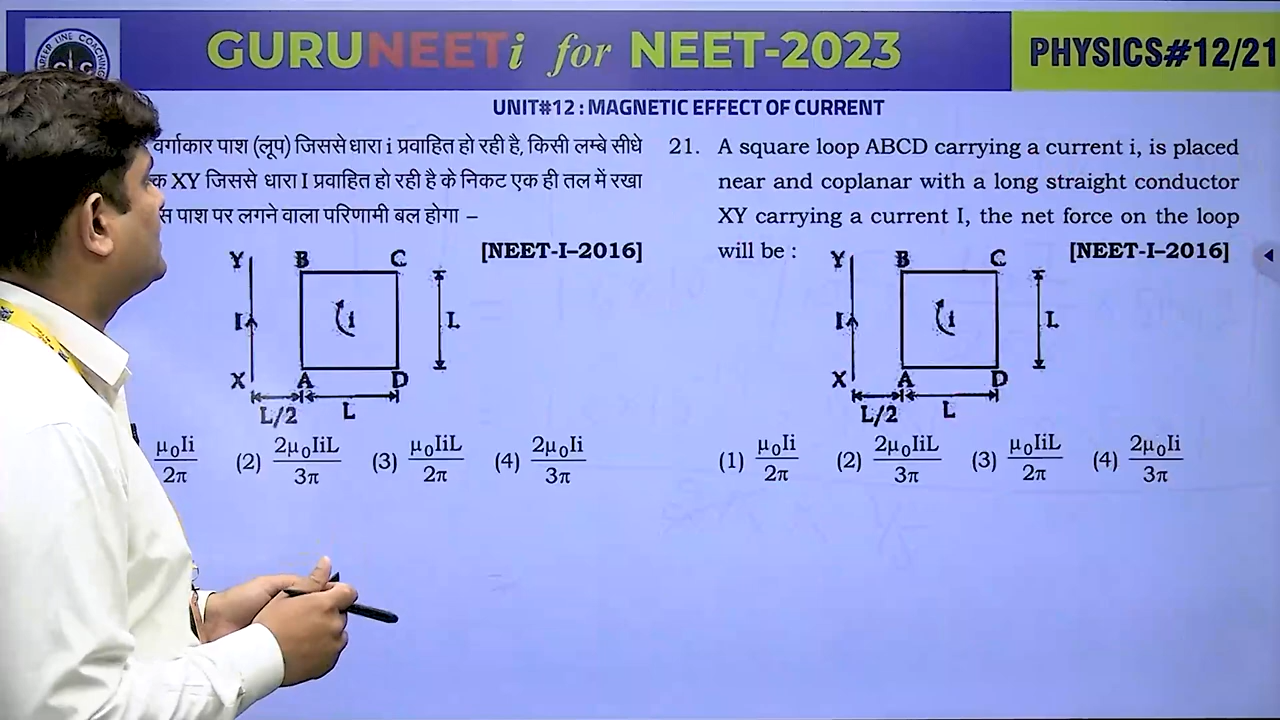 GURUNEETi for NEET-2023
PHYSICS#12/21
UNIT#12 : MAGNETIC EFFECT OF CURRENT
वर्गाकार पाश (लूप) जिससे धारा i प्रवाहित हो रही है, किसी लम्बे सीधे
XY जिससे धारा I प्रवाहित हो रही है के निकट एक ही तल में रखा
पाश पर लगने वाला परिणामी बल होगा –
[NEET-I–2016]
Y B C
I i L
X A D
L/2 L
μ₀Ii/2π (2) 2μ₀IiL/3π (3) μ₀IiL/2π (4) 2μ₀Ii/3π
21. A square loop ABCD carrying a current i, is placed
near and coplanar with a long straight conductor
XY carrying a current I, the net force on the loop
will be : [NEET-I–2016]
Y B C
I i L
X A D
L/2 L
(1) μ₀Ii/2π (2) 2μ₀IiL/3π (3) μ₀IiL/2π (4) 2μ₀Ii/3π